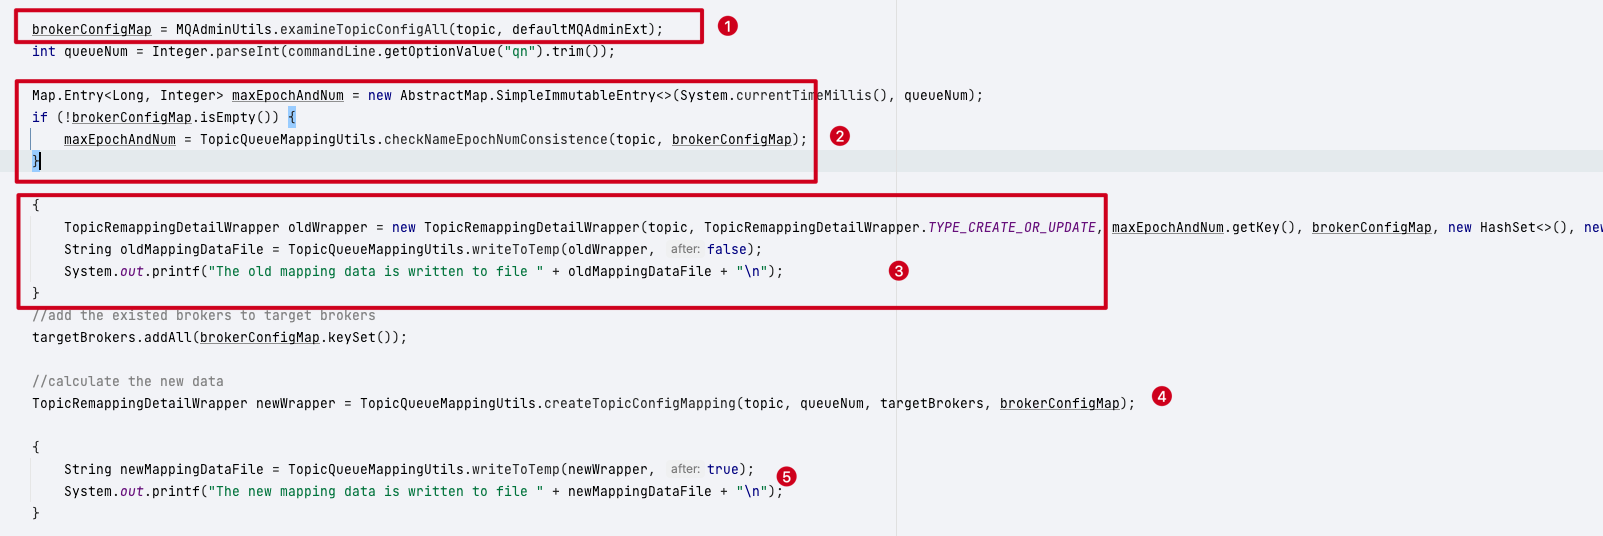 brokerConfigMap = MQAdminUtils.examineTopicConfigAll(topic, defaultMQAdminExt); 1
int queueNum = Integer.parseInt(commandLine.getOptionValue("qn").trim());
Map.Entry<Long, Integer> maxEpochAndNum = new AbstractMap.SimpleImmutableEntry<>(System.currentTimeMillis(), queueNum);
if (!brokerConfigMap.isEmpty()) {
maxEpochAndNum = TopicQueueMappingUtils.checkNameEpochNumConsistence(topic, brokerConfigMap); 2
}
{
TopicRemappingDetailWrapper oldWrapper = new TopicRemappingDetailWrapper(topic, TopicRemappingDetailWrapper.TYPE_CREATE_OR_UPDATE, maxEpochAndNum.getKey(), brokerConfigMap, new HashSet<>(), new
String oldMappingDataFile = TopicQueueMappingUtils.writeToTemp(oldWrapper, after: false);
System.out.printf("The old mapping data is written to file " + oldMappingDataFile + "\n"); 3
}
//add the existed brokers to target brokers
targetBrokers.addAll(brokerConfigMap.keySet());
//calculate the new data
TopicRemappingDetailWrapper newWrapper = TopicQueueMappingUtils.createTopicConfigMapping(topic, queueNum, targetBrokers, brokerConfigMap); 4
{
String newMappingDataFile = TopicQueueMappingUtils.writeToTemp(newWrapper, after: true);
System.out.printf("The new mapping data is written to file " + newMappingDataFile + "\n"); 5
}